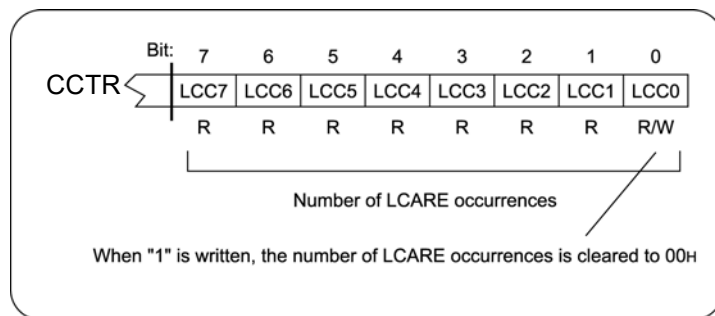 Bit: 7 6 5 4 3 2 1 0
CCTR LCC7 LCC6 LCC5 LCC4 LCC3 LCC2 LCC1 LCC0
R R R R R R R R/W
Number of LCARE occurrences
When "1" is written, the number of LCARE occurrences is cleared to 00H